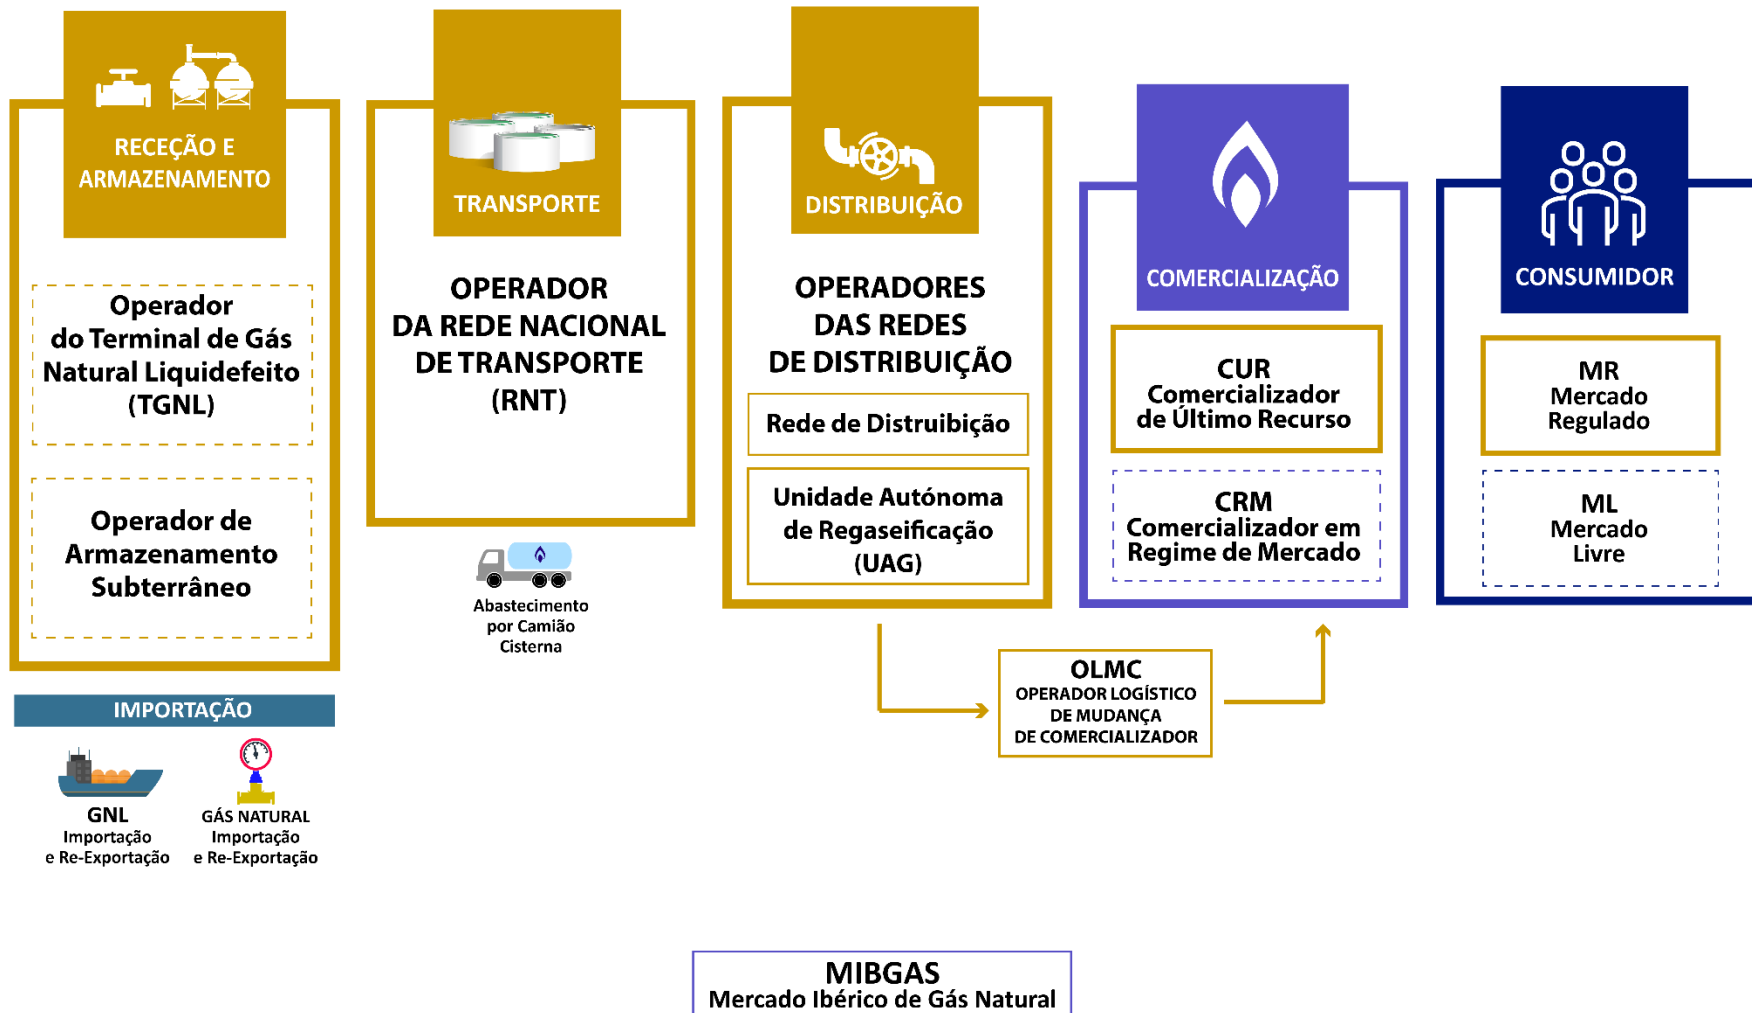 RECEÇÃO E
ARMAZENAMENTO
Operador
do Terminal de Gás
Natural Liquidefeito
(TGNL)
Operador de
Armazenamento
Subterrâneo
IMPORTAÇÃO
GNL
Importação
e Re-Exportação
GÁS NATURAL
Importação
e Re-Exportação
TRANSPORTE
OPERADOR
DA REDE NACIONAL
DE TRANSPORTE
(RNT)
Abastecimento
por Camião
Cisterna
DISTRIBUIÇÃO
OPERADORES
DAS REDES
DE DISTRIBUIÇÃO
Rede de Distruibição
Unidade Autónoma
de Regaseificação
(UAG)
OLMC
OPERADOR LOGÍSTICO
DE MUDANÇA
DE COMERCIALIZADOR
COMERCIALIZAÇÃO
CUR
Comercializador
de Último Recurso
CRM
Comercializador em
Regime de Mercado
CONSUMIDOR
MR
Mercado
Regulado
ML
Mercado
Livre
MIBGAS
Mercado Ibérico de Gás Natural